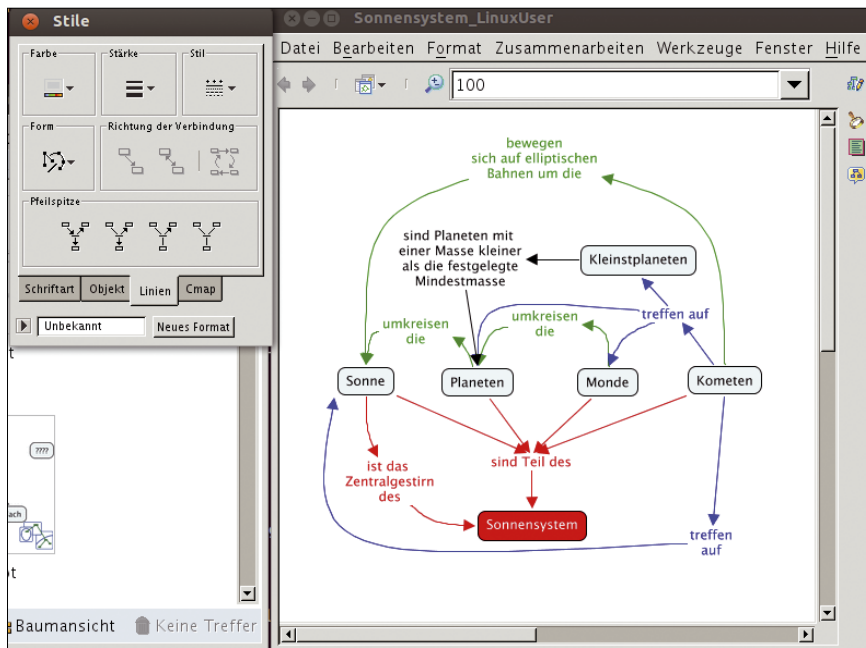 Stile
Farbe
Stärke
Stil
Form
Richtung der Verbindung
Pfeilspitze
Schriftart
Objekt
Linien
Cmap
Unbekannt
Neues Format
????
ach
Baumansicht
Keine Treffer
Sonnensystem_LinuxUser
Datei Bearbeiten Format Zusammenarbeiten Werkzeuge Fenster Hilfe
100
bewegen
sich auf elliptischen
Bahnen um die
sind Planeten mit
einer Masse kleiner
als die festgelegte
Mindestmasse
Kleinstplaneten
umkreisen
die
umkreisen
die
treffen auf
Sonne
Planeten
Monde
Kometen
ist das
Zentralgestirn
des
sind Teil des
Sonnensystem
treffen
auf